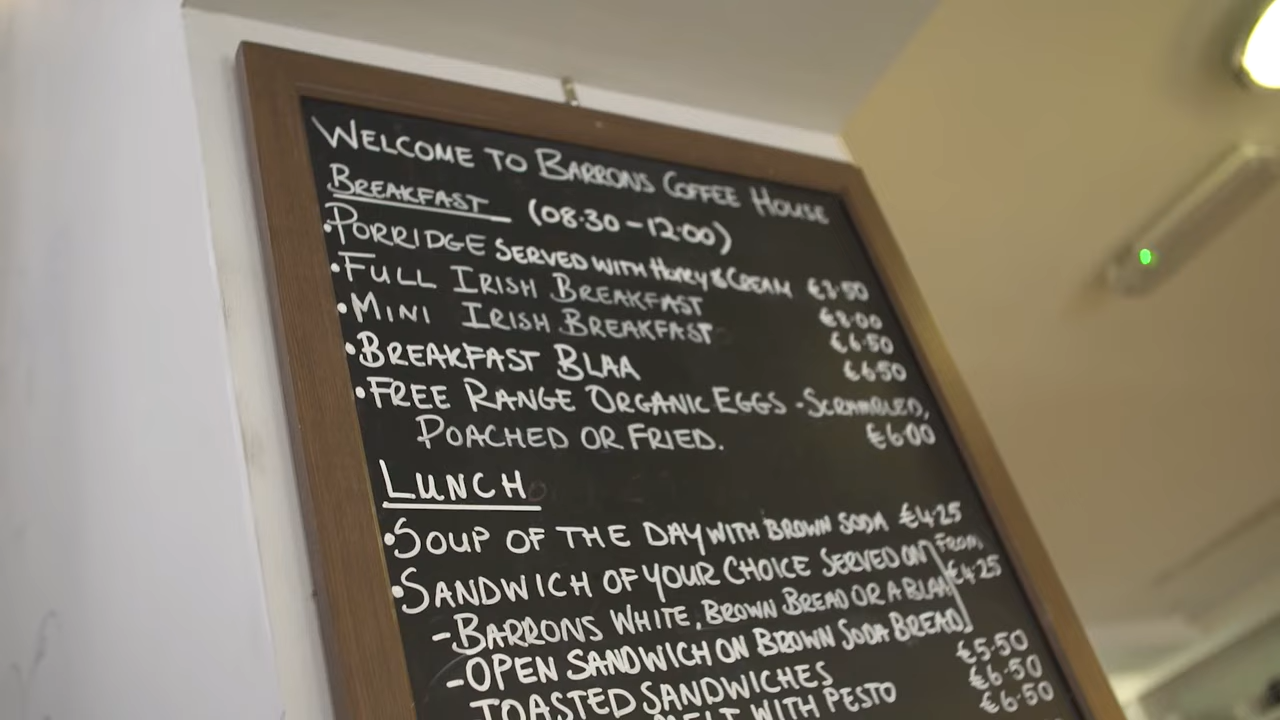 WELCOME TO BARRONS COFFEE HOUSE
BREAKFAST (08.30-12:00)
•PORRIDGE SERVED WITH HONEY & CREAM €3.50
•FULL IRISH BREAKFAST €8.00
•MINI IRISH BREAKFAST €6.50
•BREAKFAST BLAA €6.50
•FREE RANGE ORGANIC EGGS -SCRAMBLED,
POACHED OR FRIED. €6.00
LUNCH
•SOUP OF THE DAY WITH BROWN SODA €4.25
•SANDWICH OF YOUR CHOICE SERVED ON FROM
-BARRONS WHITE, BROWN BREAD OR A BLAA €4.25
-OPEN SANDWICH ON BROWN SODA BREAD
TOASTED SANDWICHES €5.50
MELT WITH PESTO €6.50
€6.50